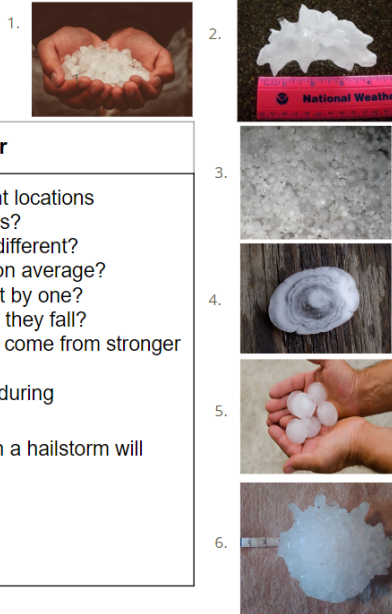 1.
2.
National Weathe
r
3.
t locations
s?
different?
on average?
t by one?
they fall?
come from stronger
4.
during
5.
a hailstorm will
6.